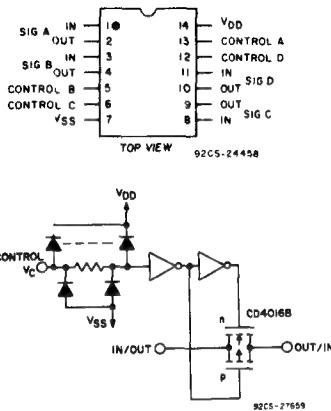 SIG A
IN 1 14 VDD
OUT 2 13 CONTROL A
SIG B
IN 3 12 CONTROL D
OUT 4 11 IN
SIG D
CONTROL B 5 10 OUT
CONTROL C 6 9 OUT
SIG C
VSS 7 8 IN
TOP VIEW
92CS-24458
VDD
CONTROL
VC
VSS
CD4016B
n
IN/OUT
OUT/IN
p
92CS-27659